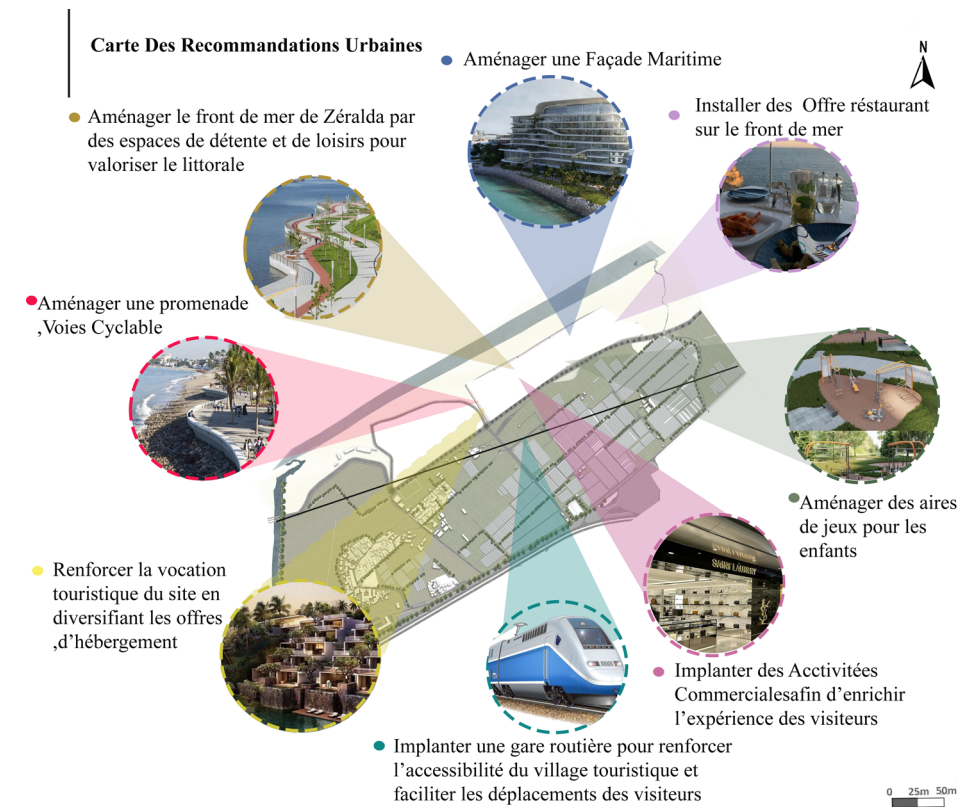 Carte Des Recommandations Urbaines
N
Aménager une Façade Maritime
Installer des Offre réstaurant
sur le front de mer
Aménager le front de mer de Zéralda par
des espaces de détente et de loisirs pour
valoriser le littorale
Aménager une promenade
,Voies Cyclable
Aménager des aires
de jeux pour les
enfants
Renforcer la vocation
touristique du site en
diversifiant les offres
,d’hébergement
SAINT LAURENT
Implanter des Acctivitées
Commercialesafin d’enrichir
l’expérience des visiteurs
Implanter une gare routière pour renforcer
l’accessibilité du village touristique et
faciliter les déplacements des visiteurs
0 25m 50m